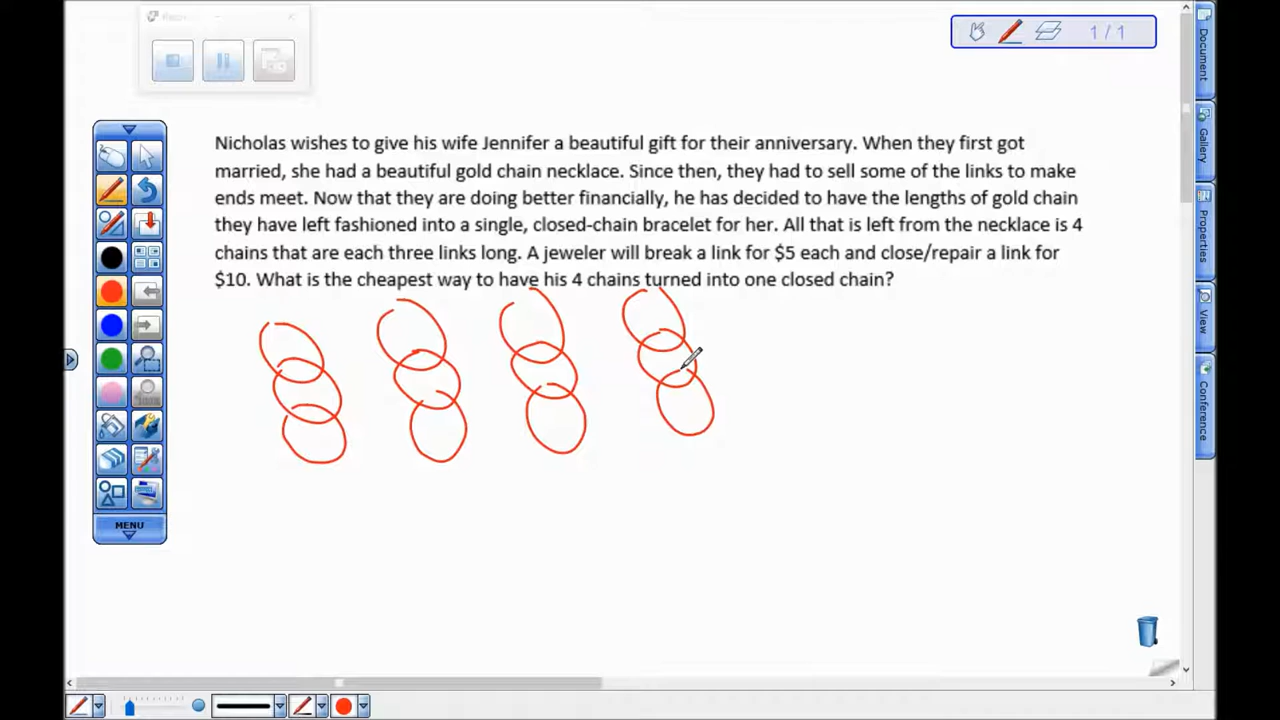 1 / 1
Nicholas wishes to give his wife Jennifer a beautiful gift for their anniversary. When they first got
married, she had a beautiful gold chain necklace. Since then, they had to sell some of the links to make
ends meet. Now that they are doing better financially, he has decided to have the lengths of gold chain
they have left fashioned into a single, closed-chain bracelet for her. All that is left from the necklace is 4
chains that are each three links long. A jeweler will break a link for $5 each and close/repair a link for
$10. What is the cheapest way to have his 4 chains turned into one closed chain?
MENU
Document
Gallery
Properties
View
Conference